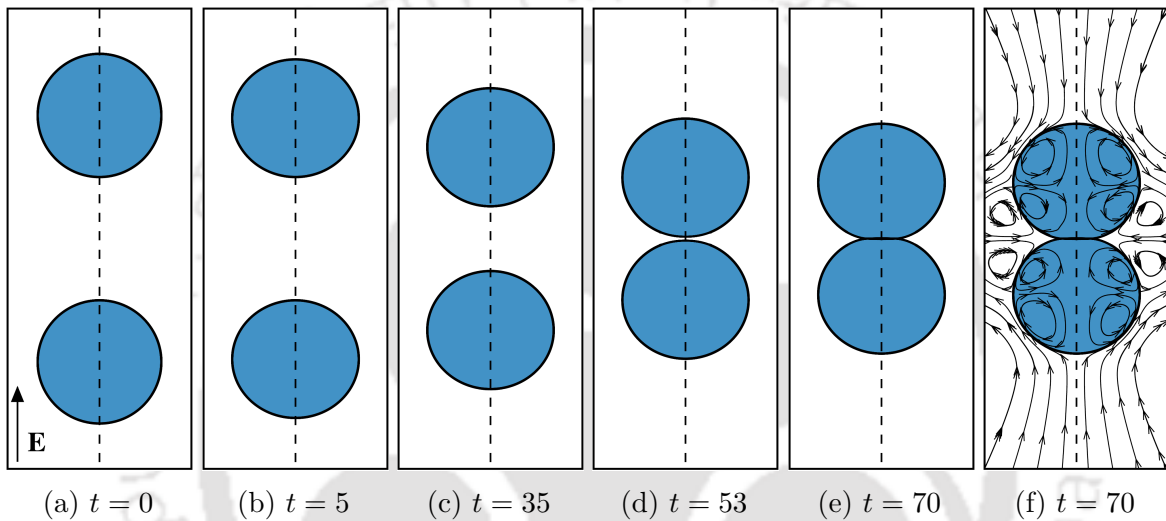 E
(a) t = 0 (b) t = 5 (c) t = 35 (d) t = 53 (e) t = 70 (f) t = 70